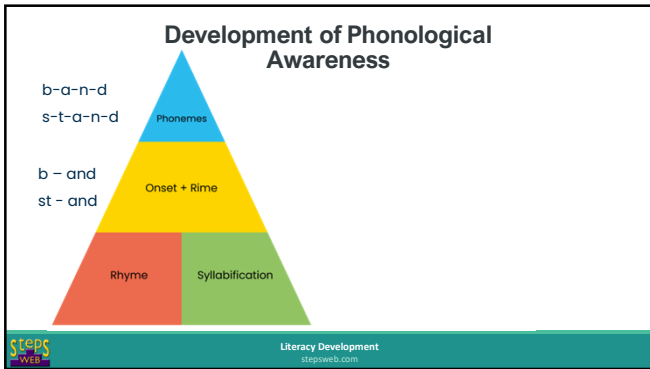 Development of Phonological
Awareness
b-a-n-d
s-t-a-n-d
Phonemes
b – and
st - and
Onset + Rime
Rhyme
Syllabification
Steps
WEB
Literacy Development
stepsweb.com